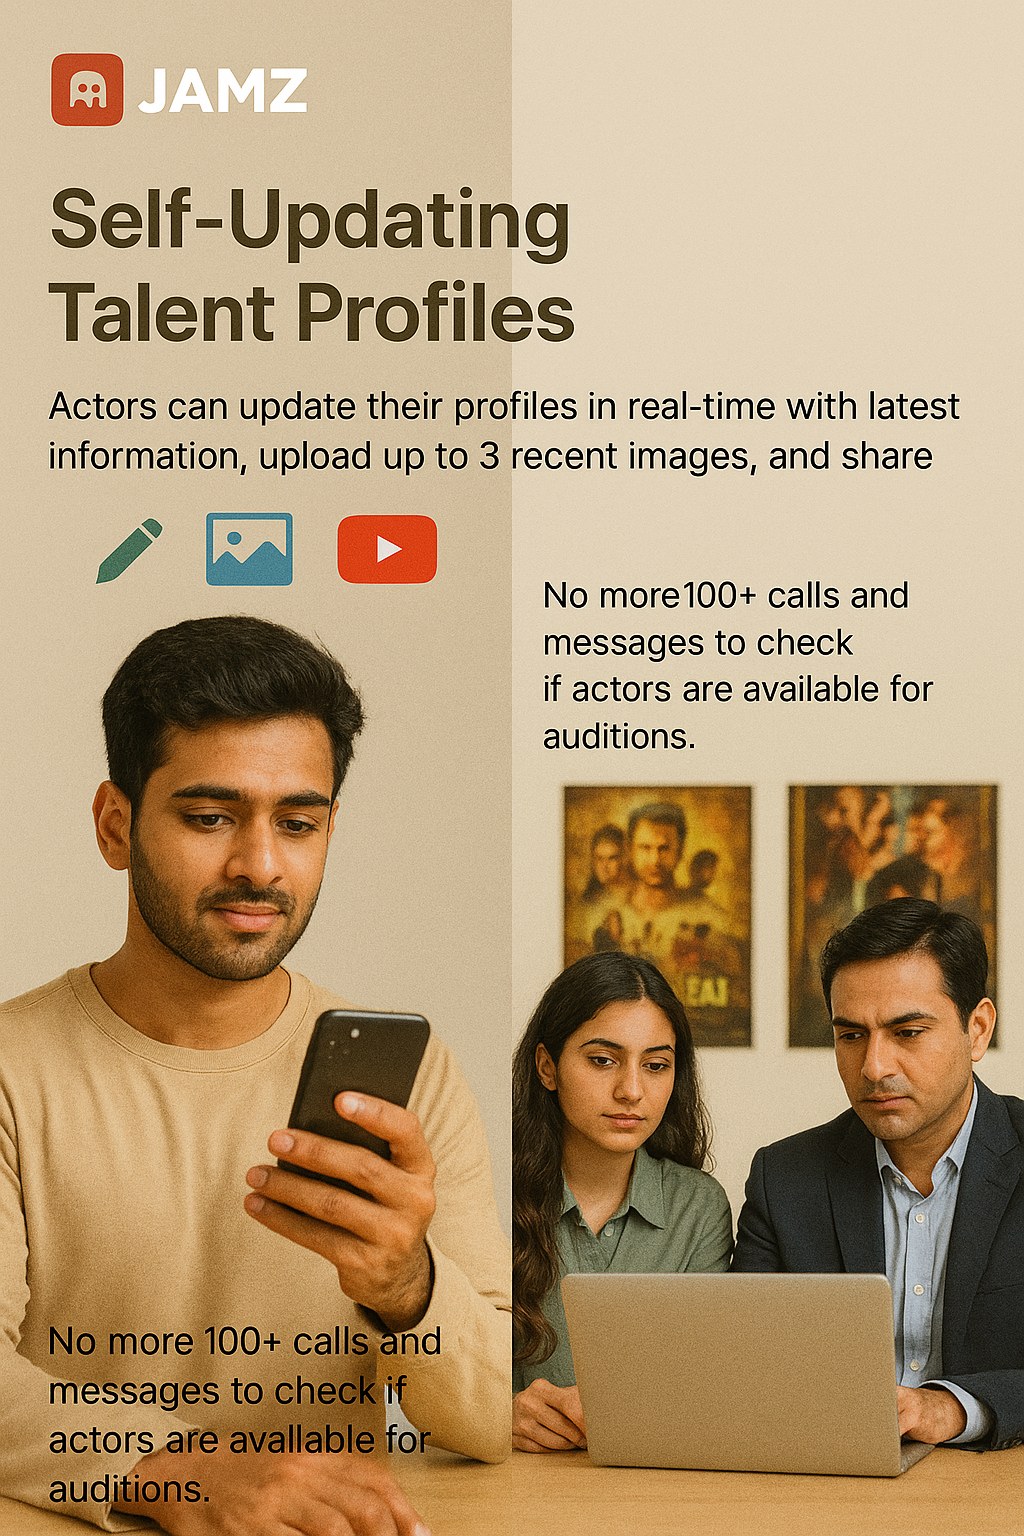 JAMZ
Self-Updating
Talent Profiles
Actors can update their profiles in real-time with latest
information, upload up to 3 recent images, and share
No more100+ calls and
messages to check
if actors are available for
auditions.
EAJ
No more 100+ calls and
messages to check if
actors are avallable for
auditions.